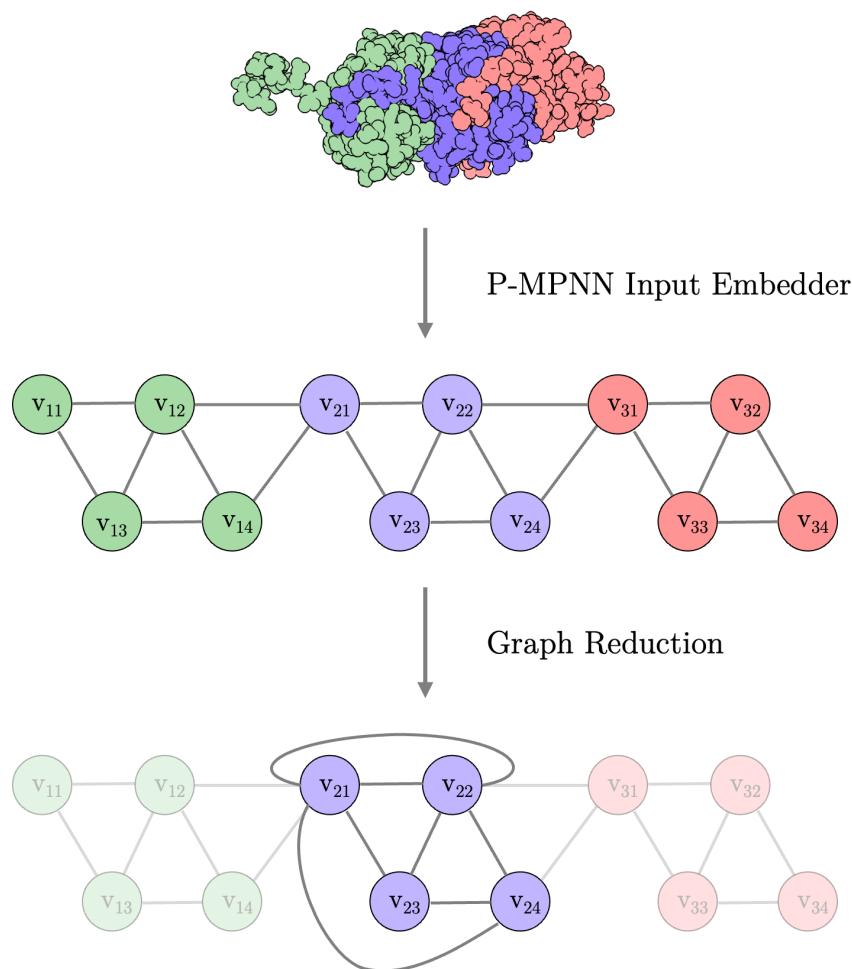 P-MPNN Input Embedder
v₁₁ v₁₂ v₂₁ v₂₂ v₃₁ v₃₂
v₁₃ v₁₄ v₂₃ v₂₄ v₃₃ v₃₄
Graph Reduction
v₁₁ v₁₂ v₂₁ v₂₂ v₃₁ v₃₂
v₁₃ v₁₄ v₂₃ v₂₄ v₃₃ v₃₄